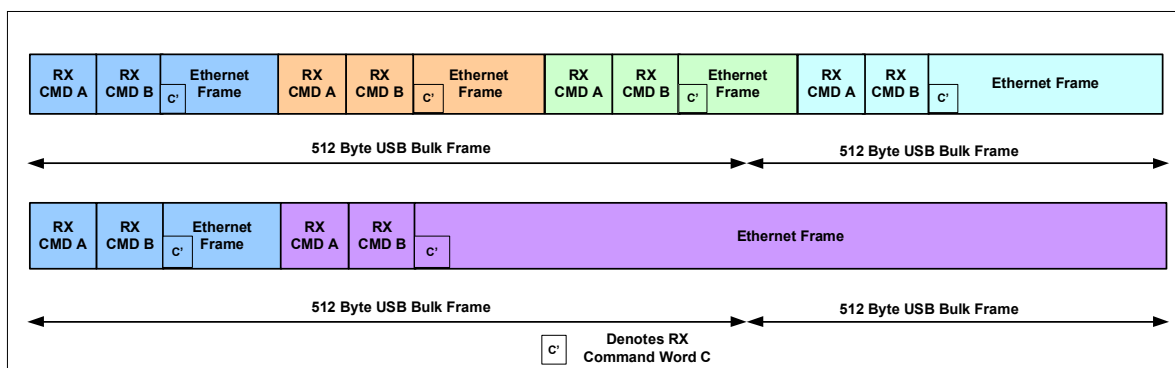 RX CMD A
RX CMD B
C'
Ethernet Frame
RX CMD A
RX CMD B
C'
Ethernet Frame
RX CMD A
RX CMD B
C'
Ethernet Frame
RX CMD A
RX CMD B
C'
Ethernet Frame
512 Byte USB Bulk Frame
512 Byte USB Bulk Frame
RX CMD A
RX CMD B
C'
Ethernet Frame
RX CMD A
RX CMD B
C'
Ethernet Frame
512 Byte USB Bulk Frame
512 Byte USB Bulk Frame
C'
Denotes RX
Command Word C